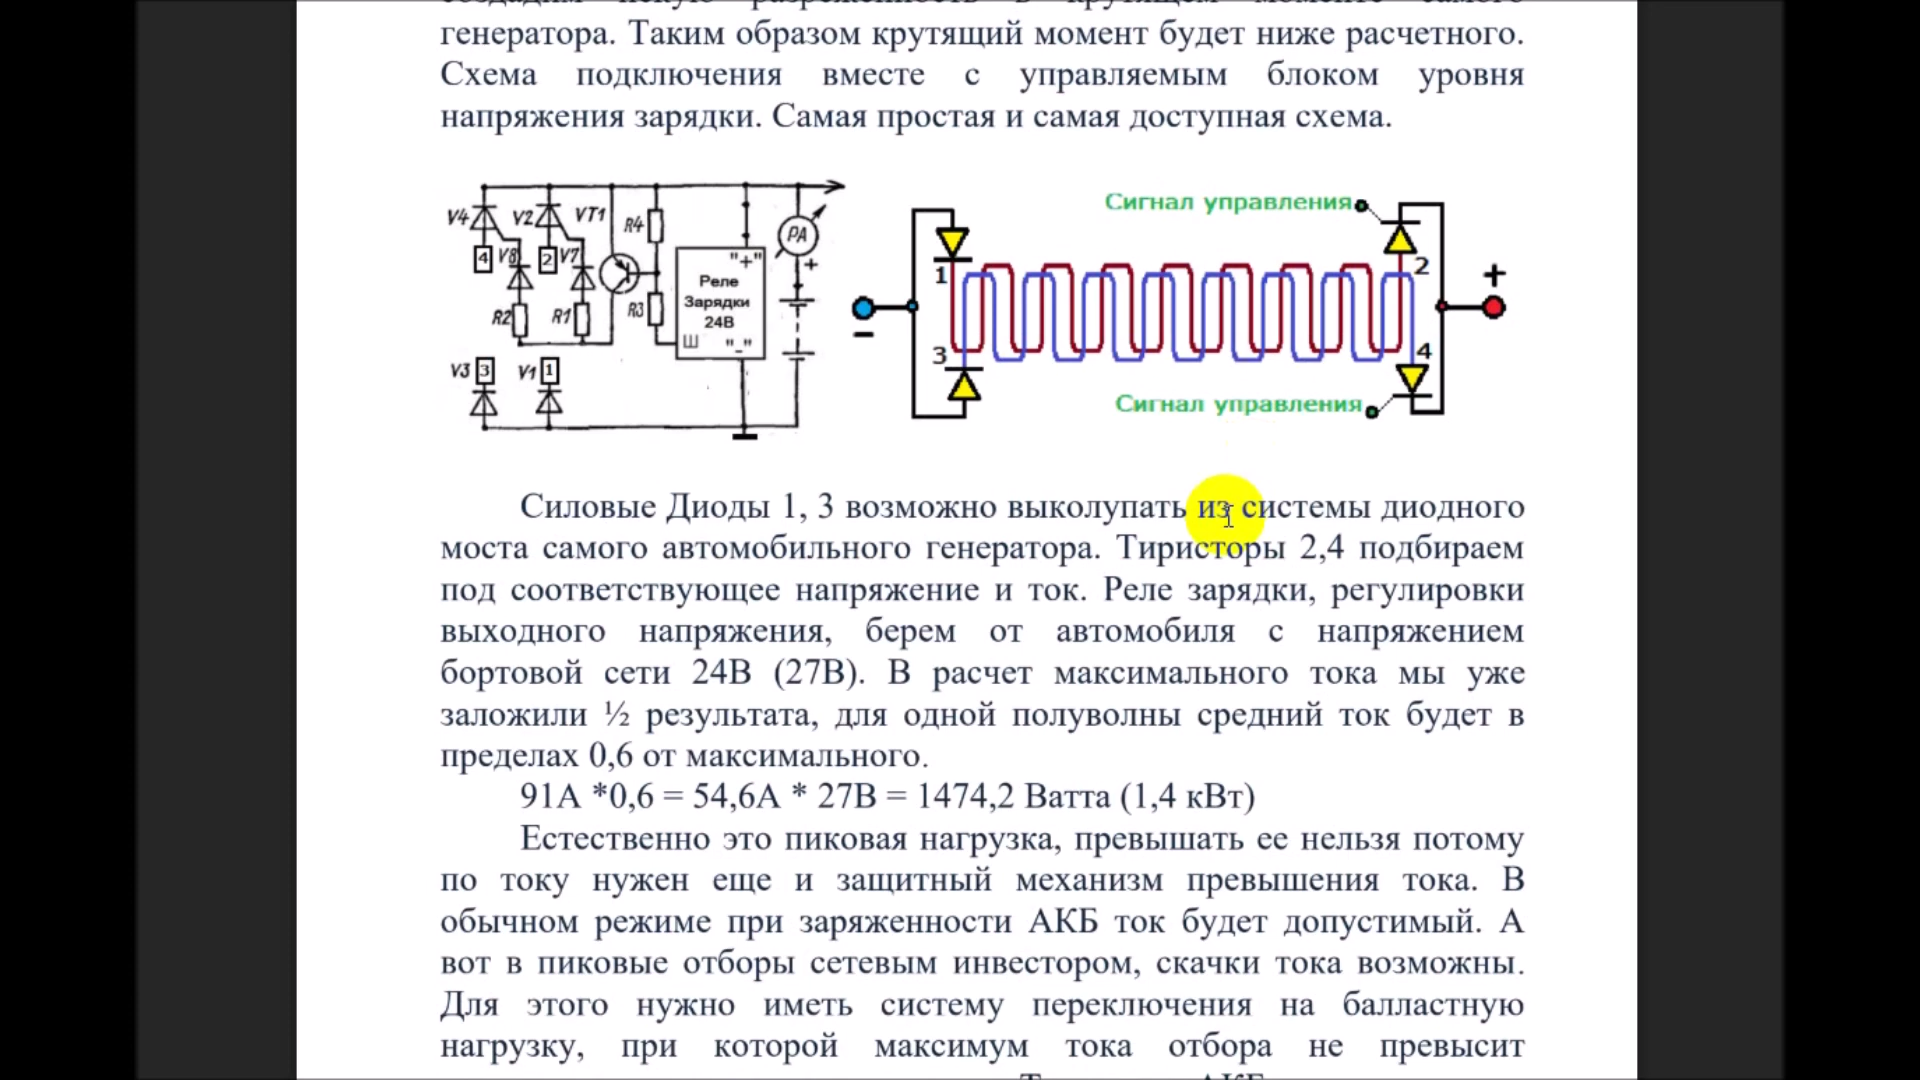 генератора. Таким образом крутящий момент будет ниже расчетного.
Схема подключения вместе с управляемым блоком уровня
напряжения зарядки. Самая простая и самая доступная схема.
V4
V2
VT1
R4
PA
4
V8
2
V7
"+"
+
Реле
Зарядки
24В
R2
R1
R3
Ш
"-"
V3
3
V1
1
Сигнал управления
1
2
+
−
3
4
Сигнал управления
Силовые Диоды 1, 3 возможно выколупать из системы диодного
моста самого автомобильного генератора. Тиристоры 2,4 подбираем
под соответствующее напряжение и ток. Реле зарядки, регулировки
выходного напряжения, берем от автомобиля с напряжением
бортовой сети 24В (27В). В расчет максимального тока мы уже
заложили ½ результата, для одной полуволны средний ток будет в
пределах 0,6 от максимального.
91А *0,6 = 54,6А * 27В = 1474,2 Ватта (1,4 кВт)
Естественно это пиковая нагрузка, превышать ее нельзя потому
по току нужен еще и защитный механизм превышения тока. В
обычном режиме при заряженности АКБ ток будет допустимый. А
вот в пиковые отборы сетевым инвестором, скачки тока возможны.
Для этого нужно иметь систему переключения на балластную
нагрузку, при которой максимум тока отбора не превысит